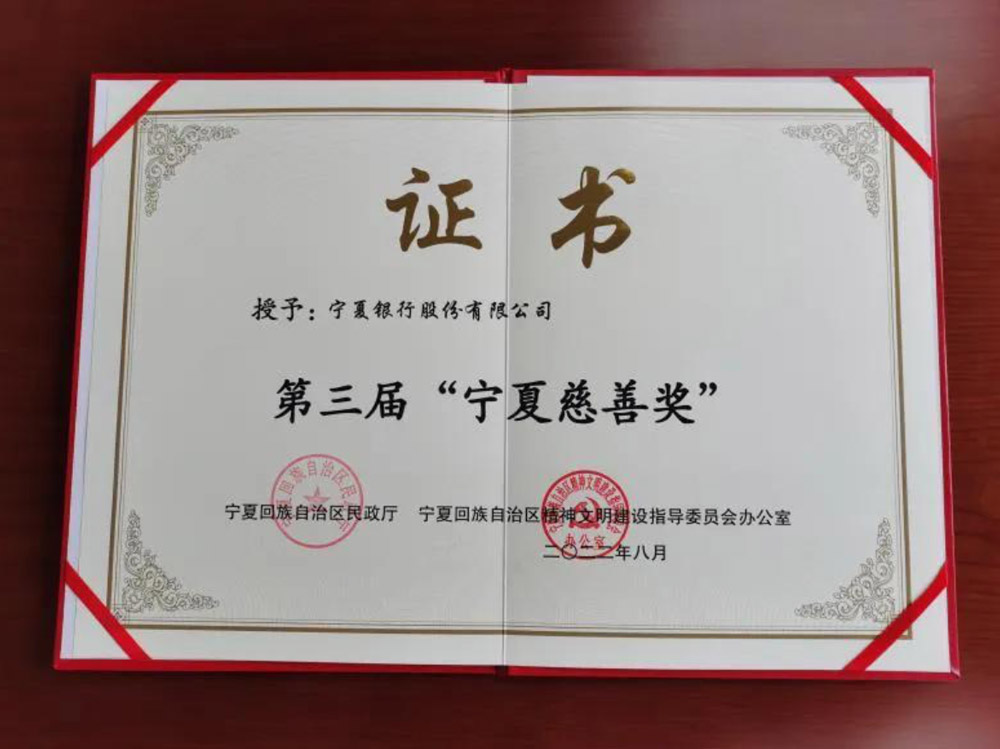 证书
授予：宁夏银行股份有限公司
第三届“宁夏慈善奖”
宁夏回族自治区民政厅 宁夏回族自治区精神文明建设指导委员会办公室
二〇二二年八月
办公室